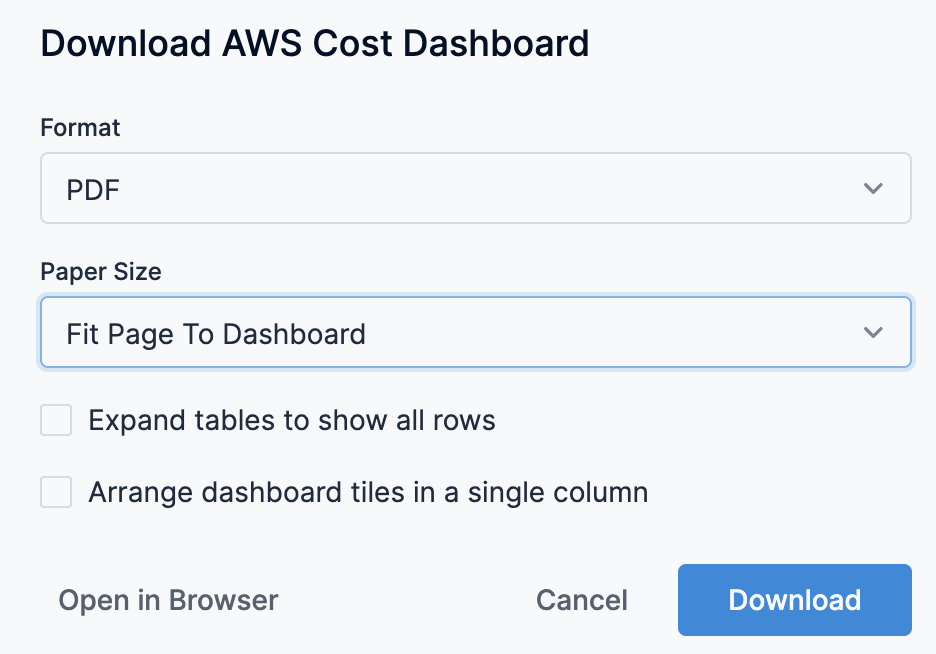 Download AWS Cost Dashboard
Format
PDF
Paper Size
Fit Page To Dashboard
Expand tables to show all rows
Arrange dashboard tiles in a single column
Open in Browser Cancel Download